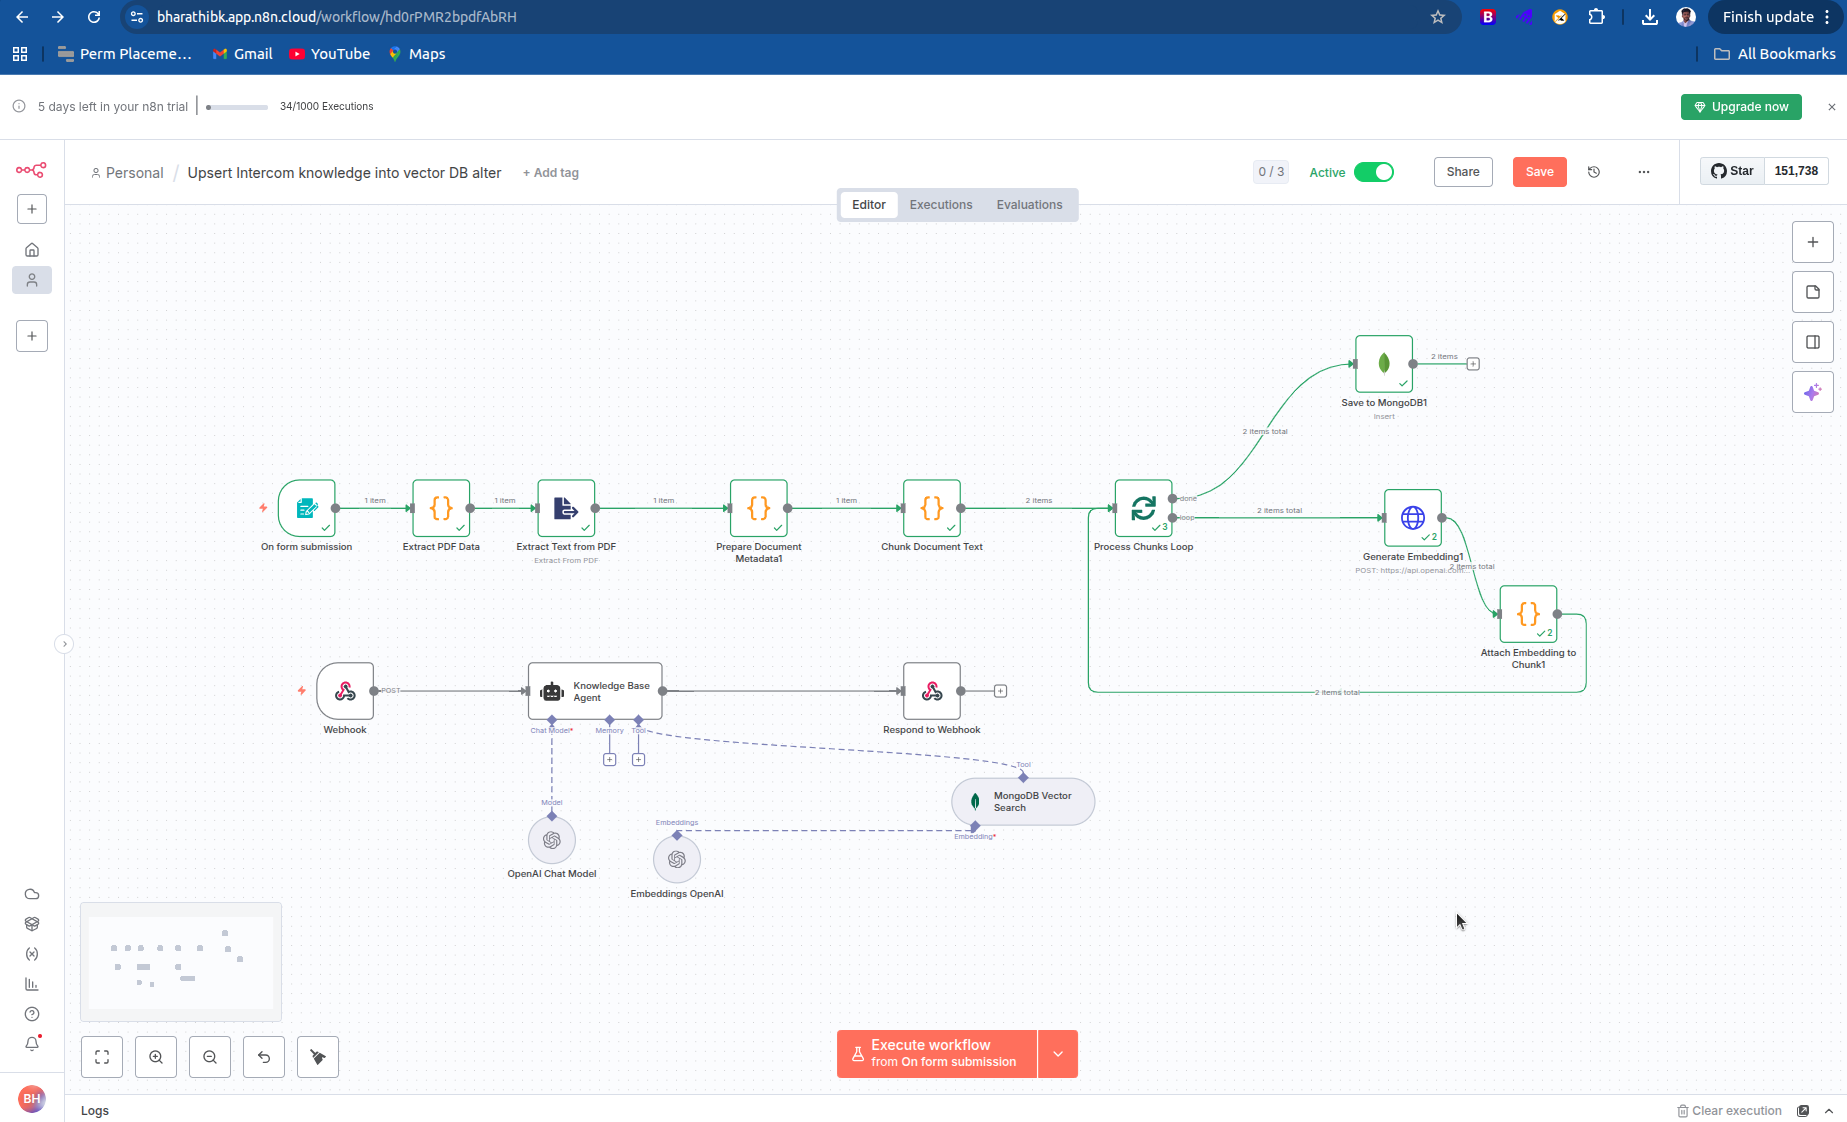 bharathibk.app.n8n.cloud/workflow/hd0rPMR2bpdfAbRH
Finish update
Perm Placeme...
Gmail
YouTube
Maps
All Bookmarks
5 days left in your n8n trial
34/1000 Executions
Upgrade now
Personal / Upsert Intercom knowledge into vector DB alter
+ Add tag
0 / 3
Active
Share
Save
Star
151,738
Editor
Executions
Evaluations
2 items
Save to MongoDB1
Insert
2 items total
1 item
1 item
1 item
1 item
2 items
done
loop
3
2 items total
2
On form submission
Extract PDF Data
Extract Text from PDF
Extract From PDF
Prepare Document
Metadata1
Chunk Document Text
Process Chunks Loop
Generate Embedding1
POST: https://api.openai.com...
2 items total
2
Attach Embedding to
Chunk1
2 items total
POST
Webhook
Knowledge Base
Agent
Chat Model*
Memory
Tool
Respond to Webhook
Tool
MongoDB Vector
Search
Embedding*
Model
OpenAI Chat Model
Embeddings
Embeddings OpenAI
Execute workflow
from On form submission
BH
Logs
Clear execution